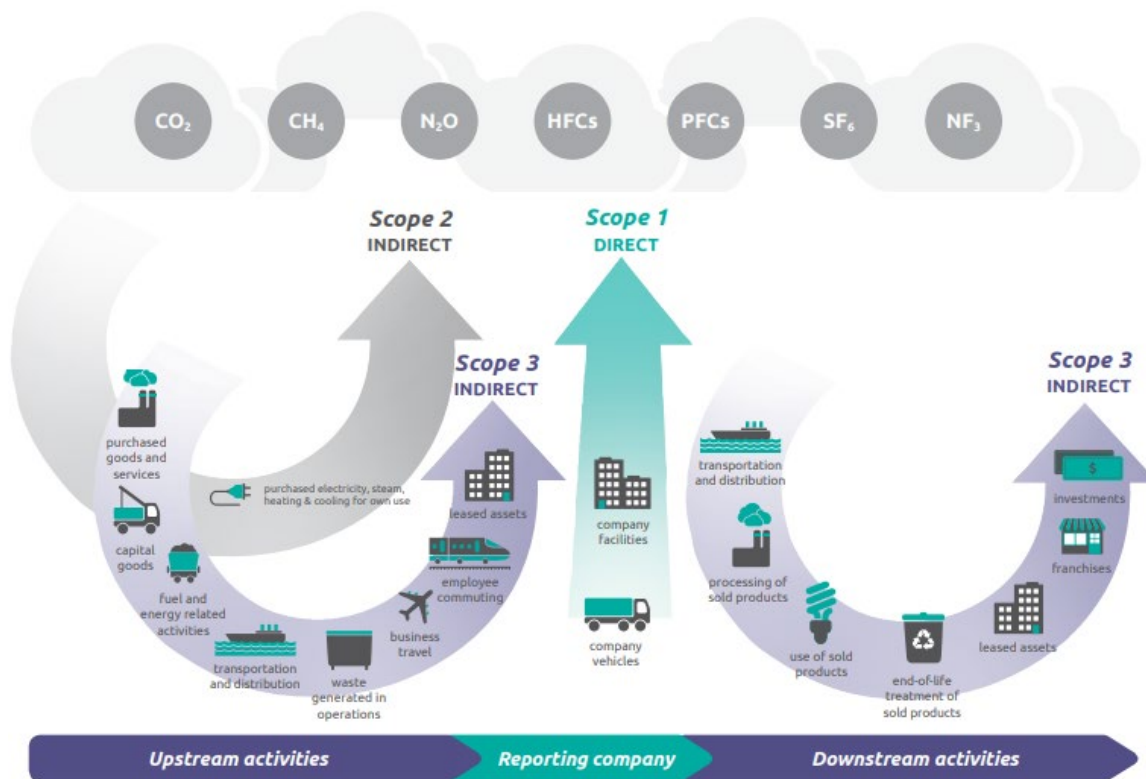 CO₂
CH₄
N₂O
HFCs
PFCs
SF₆
NF₃
Scope 2
INDIRECT
Scope 1
DIRECT
Scope 3
INDIRECT
Scope 3
INDIRECT
purchased
goods and
services
capital
goods
fuel and
energy related
activities
transportation
and distribution
waste
generated in
operations
business
travel
employee
commuting
leased assets
purchased electricity, steam,
heating & cooling for own use
company
facilities
company
vehicles
transportation
and distribution
processing of
sold products
use of sold
products
end-of-life
treatment of
sold products
leased assets
franchises
$
investments
Upstream activities
Reporting company
Downstream activities